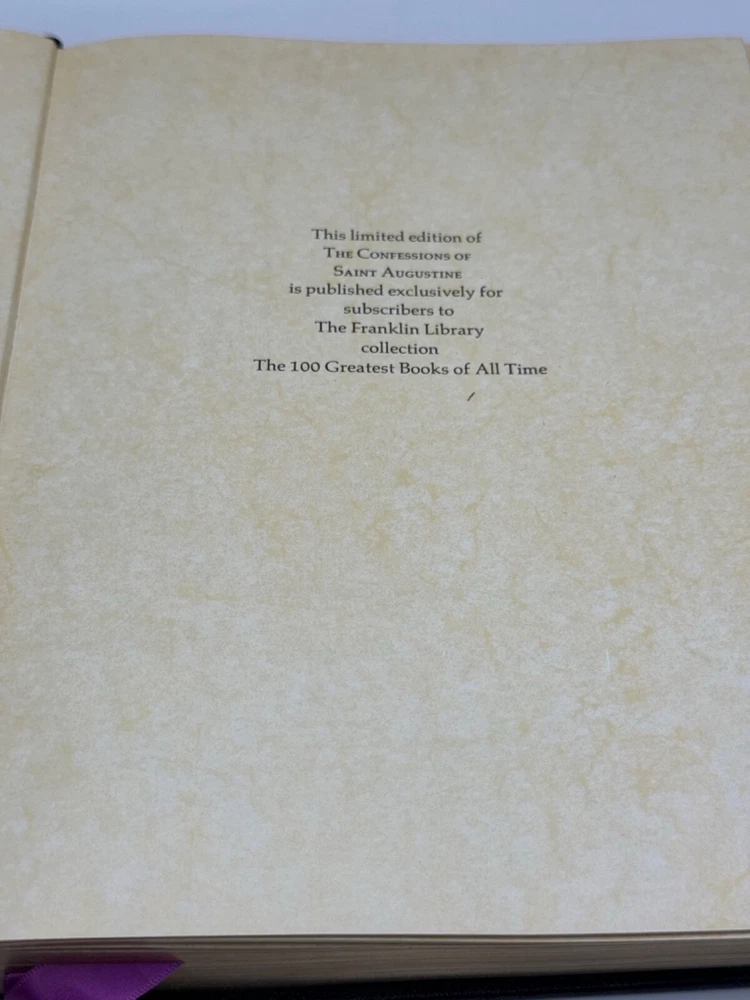 This limited edition of
THE CONFESSIONS OF
SAINT AUGUSTINE
is published exclusively for
subscribers to
The Franklin Library
collection
The 100 Greatest Books of All Time